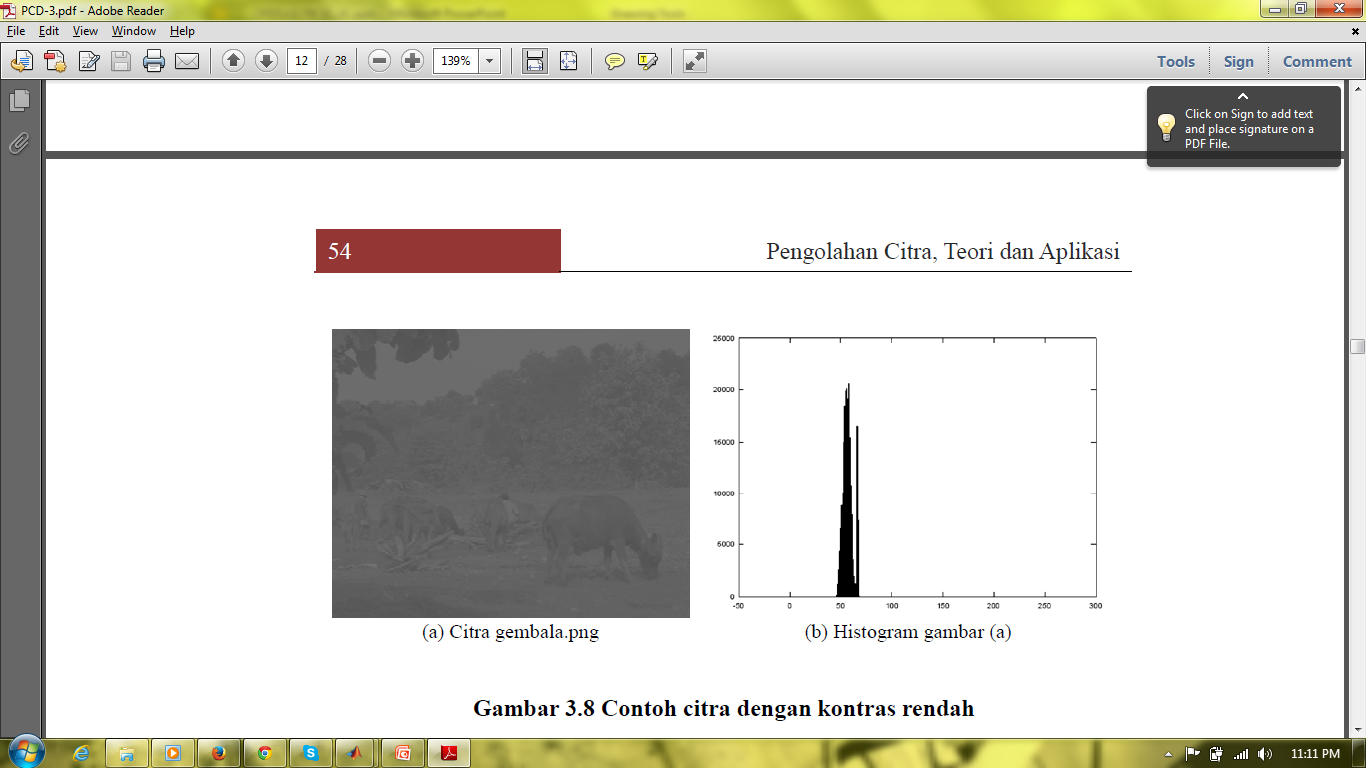 PCD-3.pdf - Adobe Reader
File Edit View Window Help
12 / 28 139% Tools Sign Comment
Click on Sign to add text
and place signature on a
PDF File.
54 Pengolahan Citra, Teori dan Aplikasi
25000
20000
15000
10000
5000
0
-50 0 50 100 150 200 250 300
(a) Citra gembala.png (b) Histogram gambar (a)
Gambar 3.8 Contoh citra dengan kontras rendah
11:11 PM